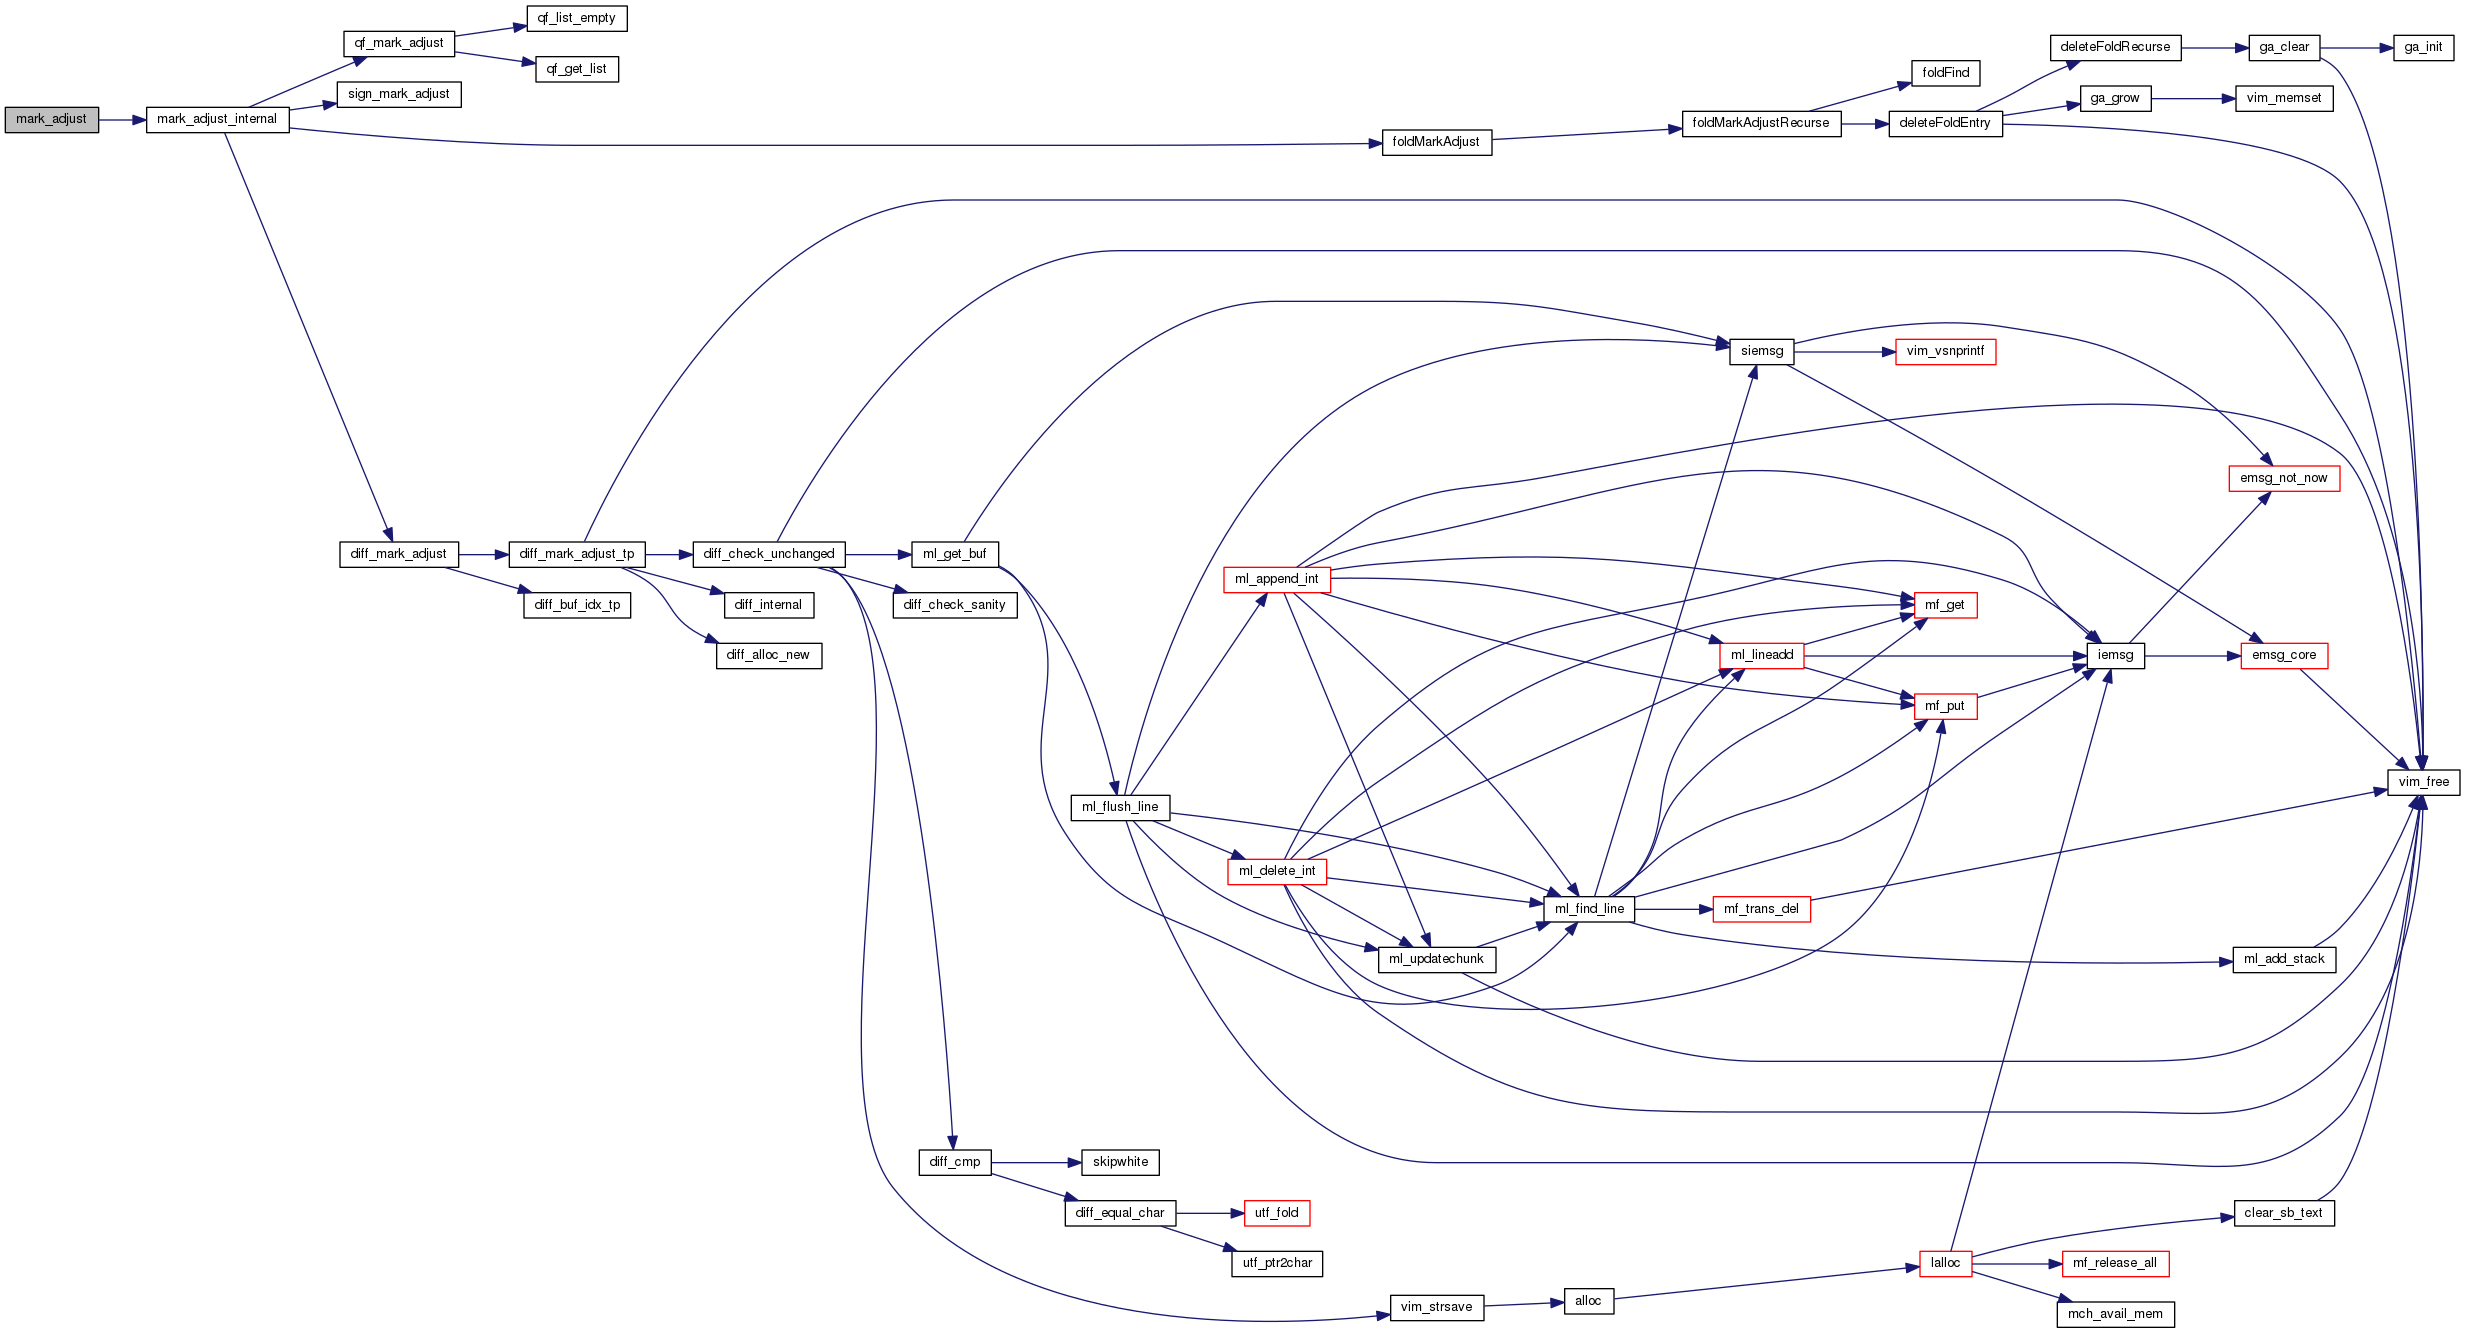 mark_adjust
mark_adjust_internal
qf_mark_adjust
qf_list_empty
qf_get_list
sign_mark_adjust
foldMarkAdjust
foldMarkAdjustRecurse
foldFind
deleteFoldEntry
deleteFoldRecurse
ga_clear
ga_init
ga_grow
vim_memset
diff_mark_adjust
diff_mark_adjust_tp
diff_buf_idx_tp
diff_check_unchanged
diff_internal
diff_alloc_new
ml_get_buf
diff_check_sanity
ml_flush_line
ml_append_int
ml_delete_int
ml_updatechunk
ml_find_line
siemsg
vim_vsnprintf
emsg_not_now
mf_get
ml_lineadd
mf_put
iemsg
emsg_core
mf_trans_del
ml_add_stack
vim_free
diff_cmp
skipwhite
diff_equal_char
utf_fold
utf_ptr2char
vim_strsave
alloc
lalloc
clear_sb_text
mf_release_all
mch_avail_mem